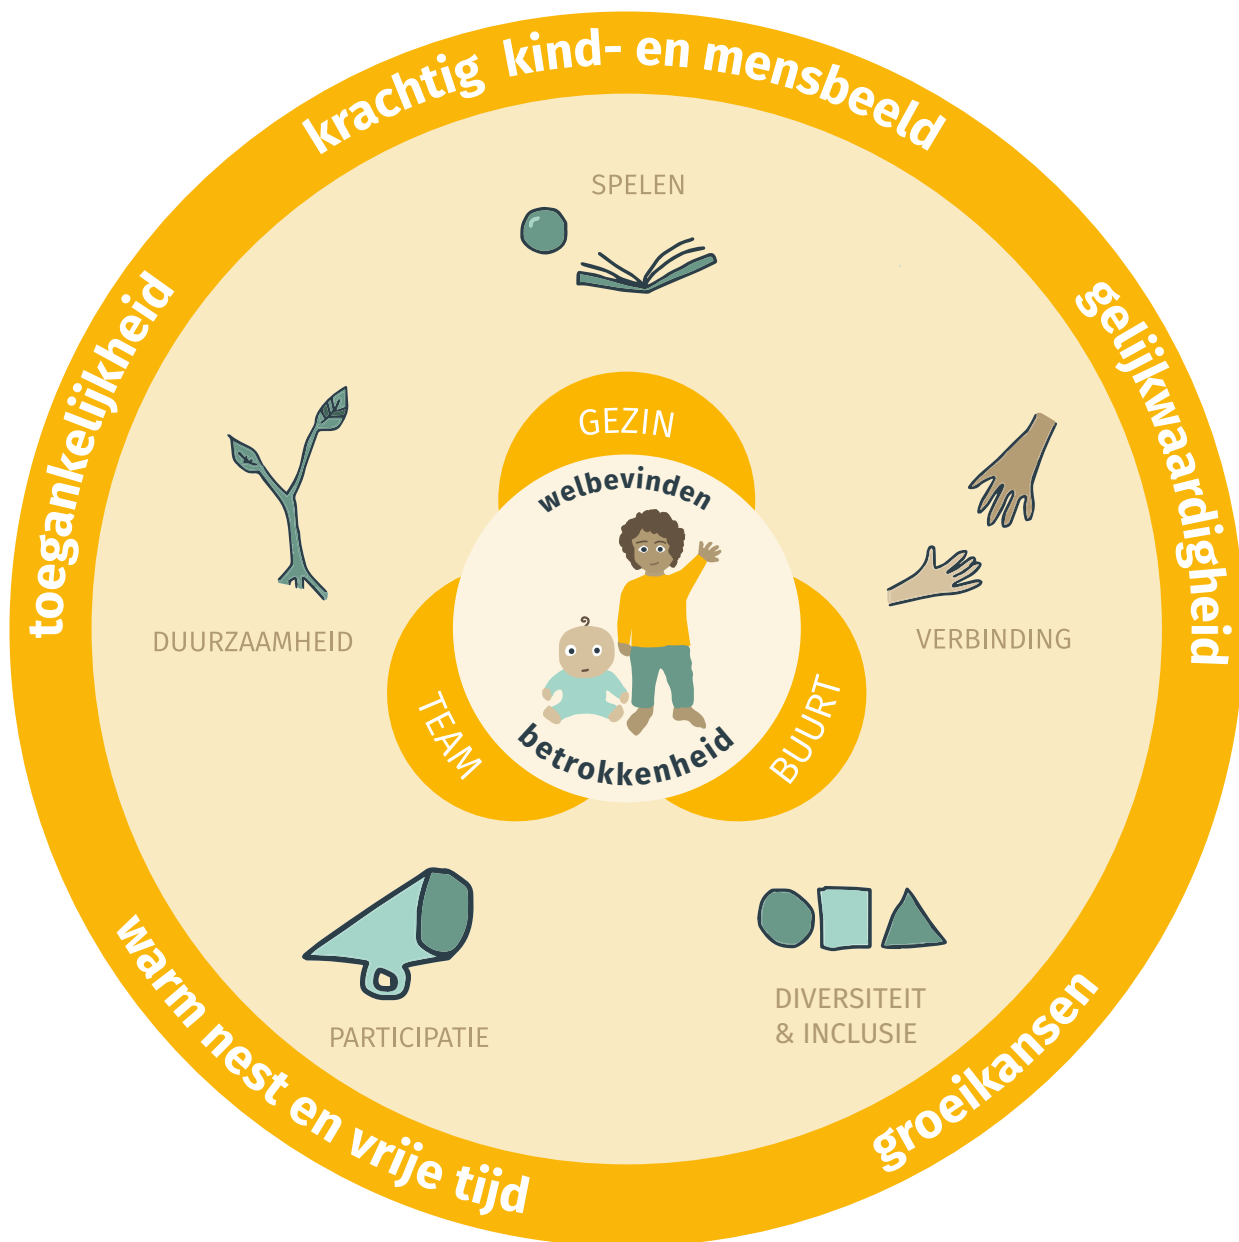 krachtig kind- en mensbeeld
gelijkwaardigheid
groeikansen
warm nest en vrije tijd
toegankelijkheid
SPELEN
VERBINDING
DIVERSITEIT
& INCLUSIE
PARTICIPATIE
DUURZAAMHEID
GEZIN
BUURT
TEAM
welbevinden
betrokkenheid